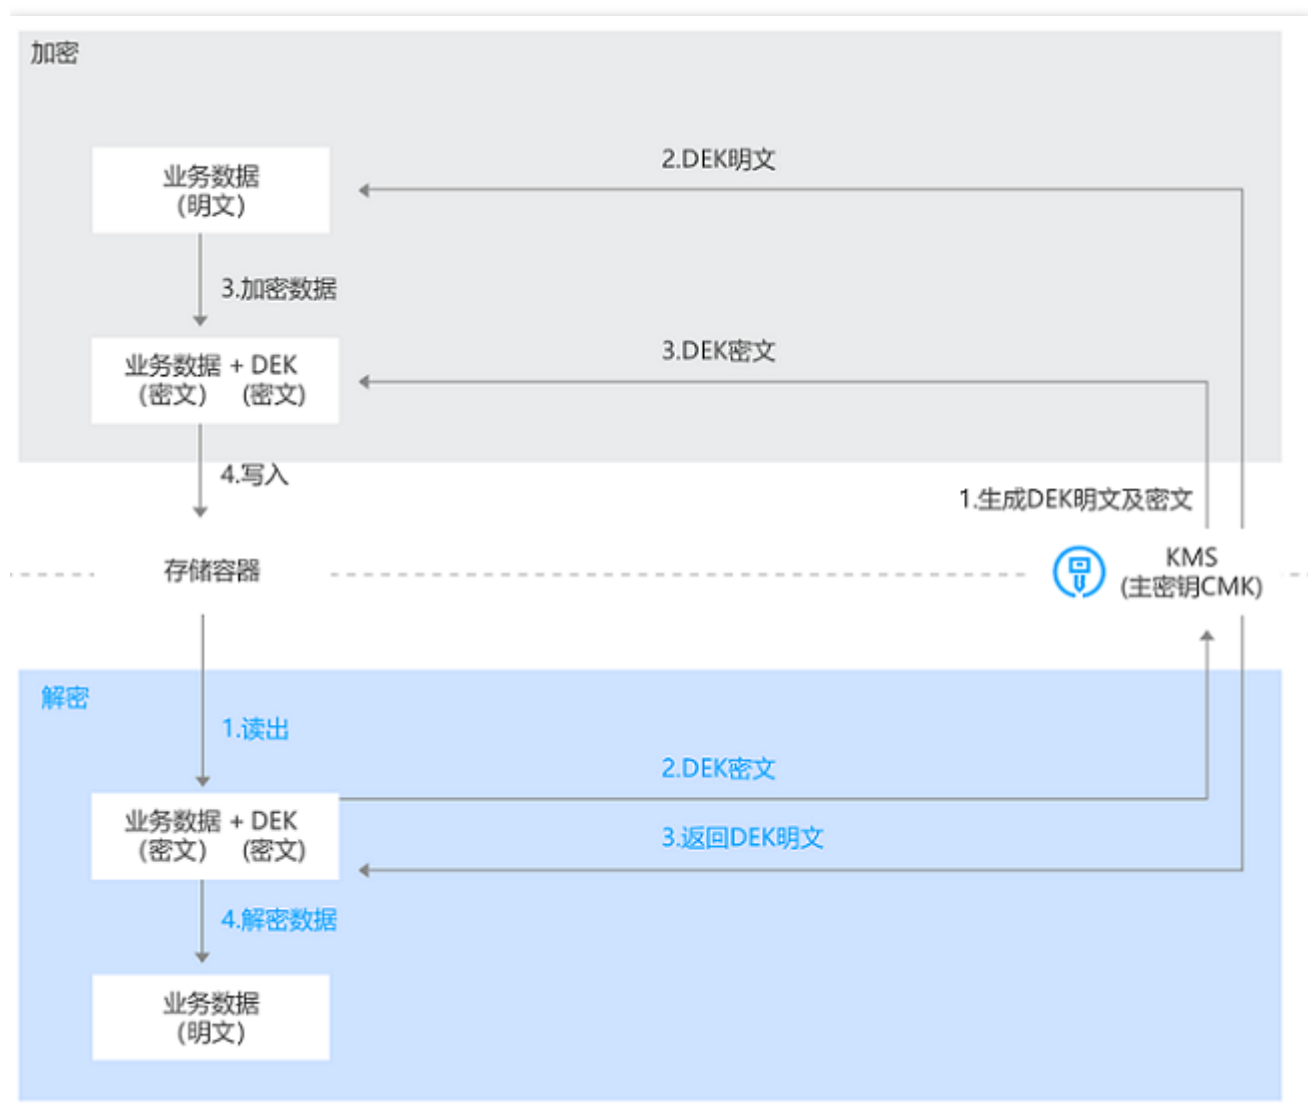 加密
2.DEK明文
业务数据
(明文)
3.加密数据
3.DEK密文
业务数据 + DEK
(密文) (密文)
4.写入
1.生成DEK明文及密文
存储容器
KMS
(主密钥CMK)
解密
1.读出
2.DEK密文
业务数据 + DEK
(密文) (密文)
3.返回DEK明文
4.解密数据
业务数据
(明文)